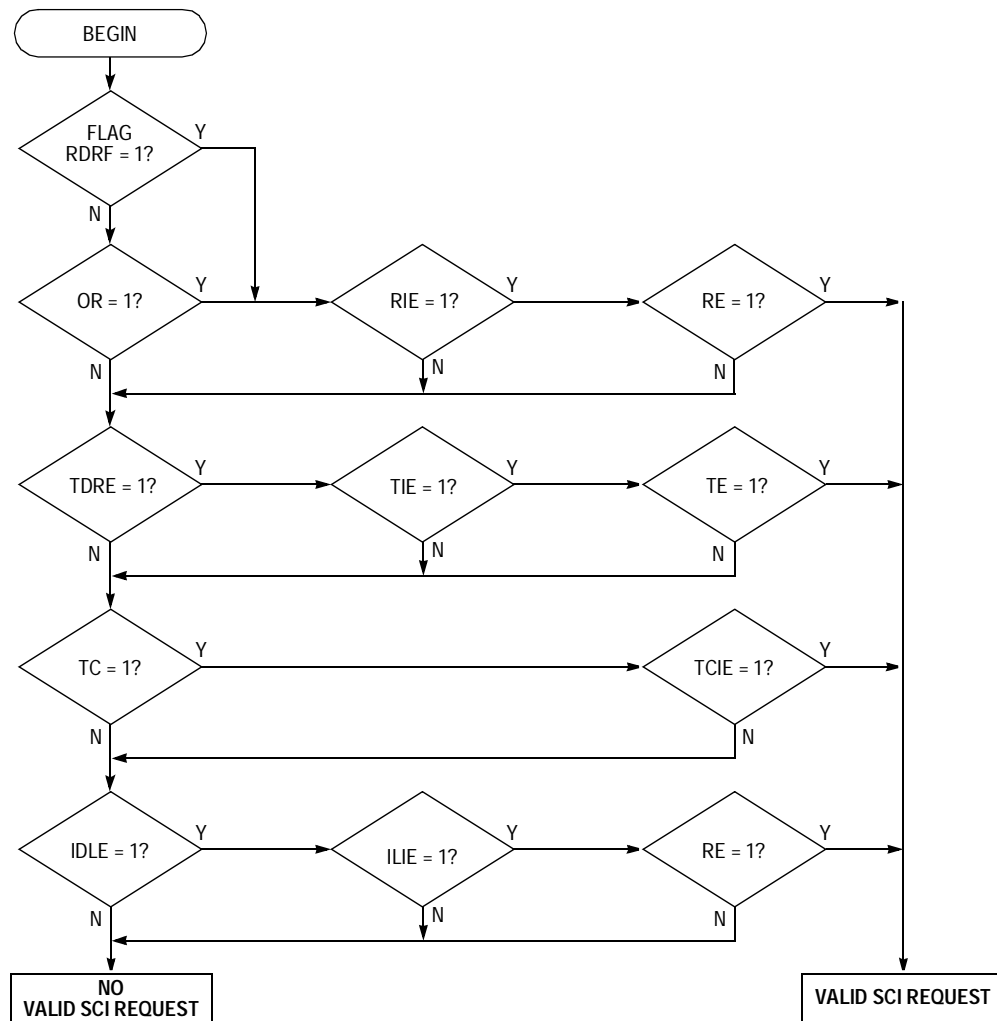 BEGIN
FLAG
RDRF = 1?
Y
N
OR = 1?
Y
RIE = 1?
Y
RE = 1?
Y
N
N
N
TDRE = 1?
Y
TIE = 1?
Y
TE = 1?
Y
N
N
N
TC = 1?
Y
TCIE = 1?
Y
N
N
IDLE = 1?
Y
ILIE = 1?
Y
RE = 1?
Y
N
N
N
NO
VALID SCI REQUEST
VALID SCI REQUEST